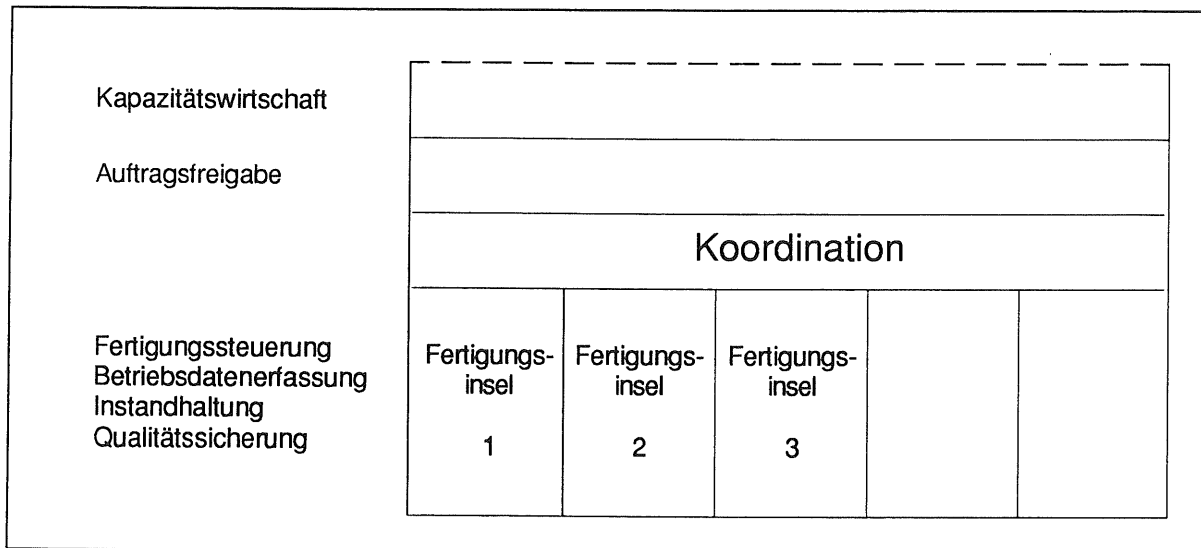 Kapazitätswirtschaft
Auftragsfreigabe
Koordination
Fertigungssteuerung
Betriebsdatenerfassung
Instandhaltung
Qualitätssicherung
Fertigungs-
insel
1
Fertigungs-
insel
2
Fertigungs-
insel
3